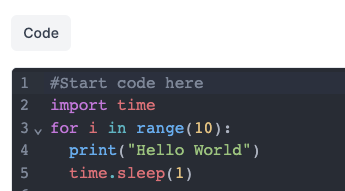 Code
1 #Start code here
2 import time
3 for i in range(10):
4   print("Hello World")
5   time.sleep(1)